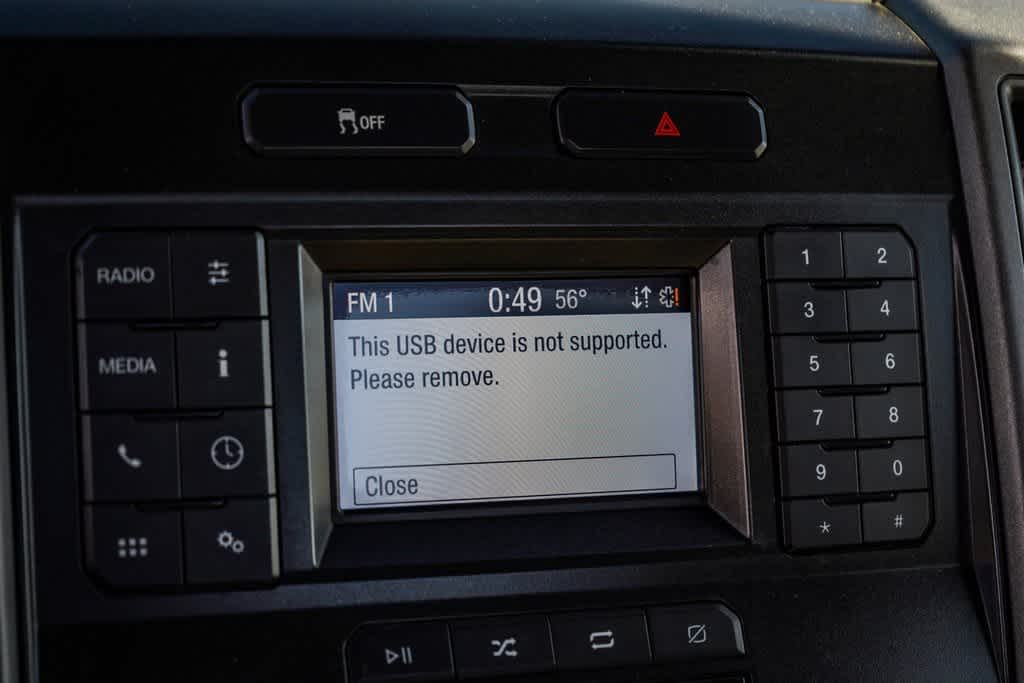 OFF
RADIO
MEDIA
FM 1 0:49 56°
This USB device is not supported.
Please remove.
Close
1 2
3 4
5 6
7 8
9 0
* #